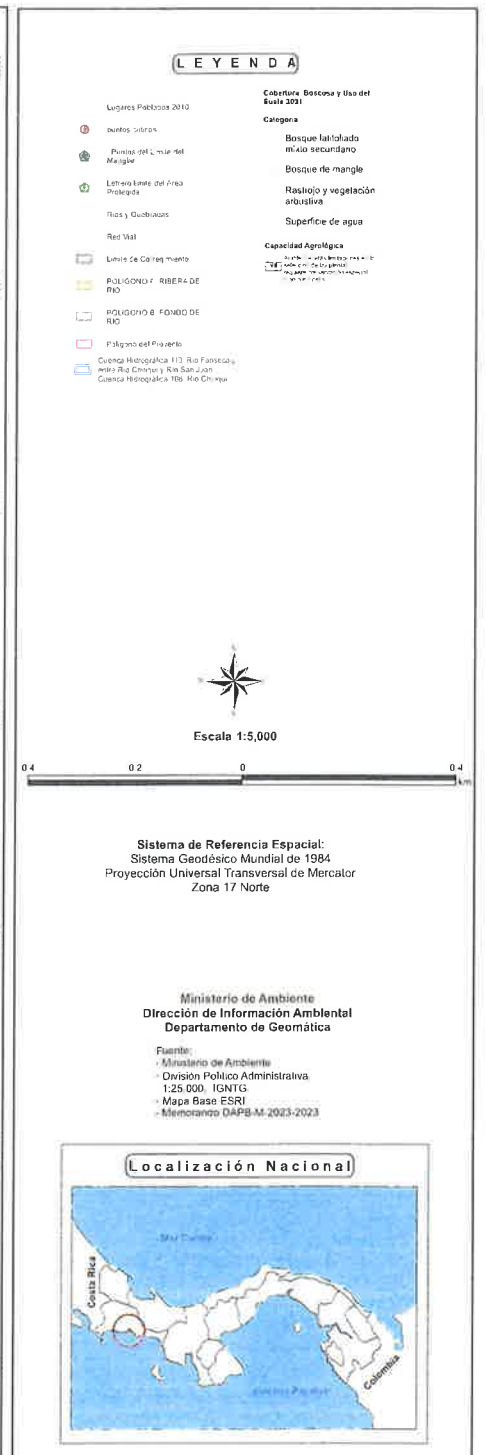 LEYENDA
Lugares Poblados 2010
Puntos del Límite del
Mangle
Letrero límite del Área
Protegida
Ríos y Quebradas
Red Vial
Límite de Corregimiento
POLIGONO A. RIBERA DE
RIO
POLIGONO B. FONDO DE
RIO
Polígono del Proyecto
Cuenca Hidrográfica 110. Río Fonseca
entre Río Chiriquí y Río San Juan
Cuenca Hidrográfica 108. Río Chiriquí
Cobertura Boscosa y Uso del
Suelo 2021
Categoría
Bosque latifoliado
mixto secundario
Bosque de mangle
Rastrojo y vegetación
arbustiva
Superficie de agua
Capacidad Agrológica
Escala 1:5,000
0.4 0.2 0 0.4
km
Sistema de Referencia Espacial:
Sistema Geodésico Mundial de 1984
Proyección Universal Transversal de Mercator
Zona 17 Norte
Ministerio de Ambiente
Dirección de Información Ambiental
Departamento de Geomática
Fuente:
- Ministerio de Ambiente
- División Político Administrativa
1:25 000, IGNTG
- Mapa Base ESRI
- Memorando DAPB-M-2023-2023
Localización Nacional
Mar Caribe
Costa Rica
Colombia